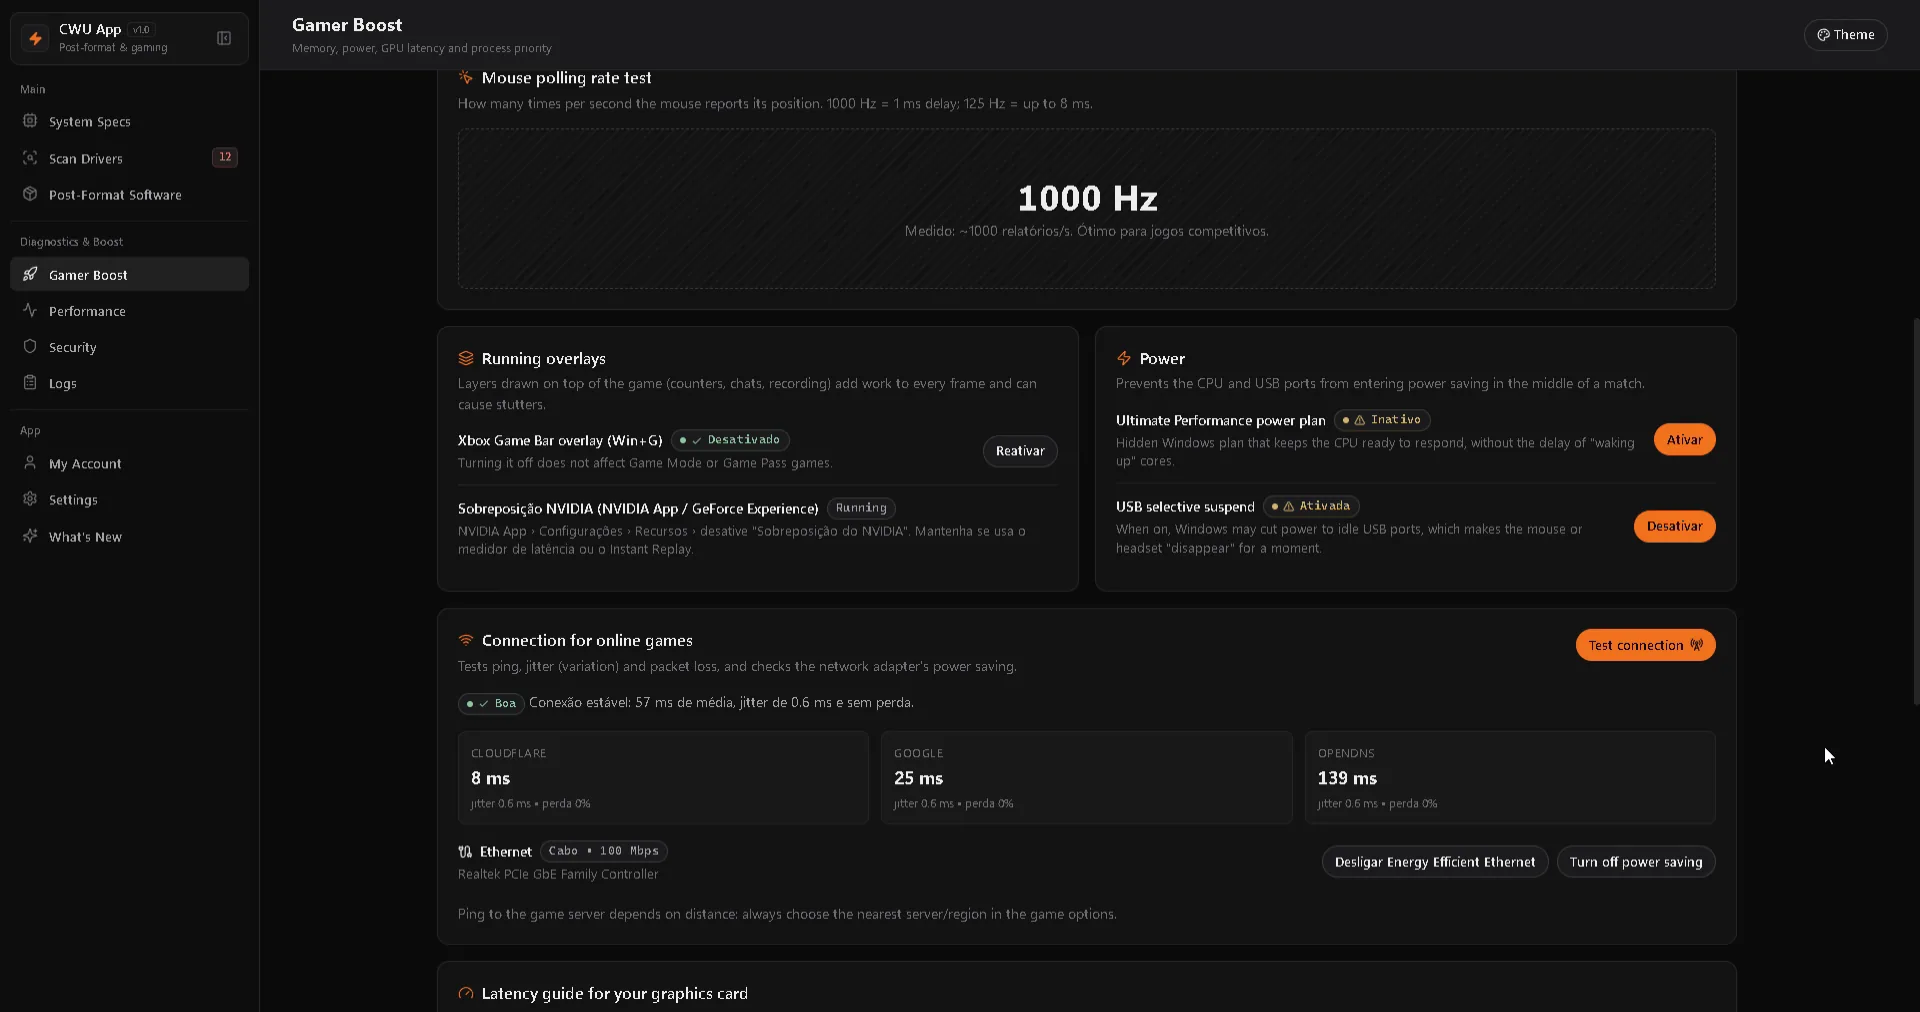 CWU App v1.0
Post-format & gaming
Main
System Specs
Scan Drivers 12
Post-Format Software
Diagnostics & Boost
Gamer Boost
Performance
Security
Logs
App
My Account
Settings
What's New
Gamer Boost
Memory, power, GPU latency and process priority
Theme
Mouse polling rate test
How many times per second the mouse reports its position. 1000 Hz = 1 ms delay; 125 Hz = up to 8 ms.
1000 Hz
Medido: ~1000 relatórios/s. Ótimo para jogos competitivos.
Running overlays
Layers drawn on top of the game (counters, chats, recording) add work to every frame and can
cause stutters.
Xbox Game Bar overlay (Win+G) Desativado
Turning it off does not affect Game Mode or Game Pass games.
Reativar
Sobreposição NVIDIA (NVIDIA App / GeForce Experience) Running
NVIDIA App › Configurações › Recursos › desative "Sobreposição do NVIDIA". Mantenha se usa o
medidor de latência ou o Instant Replay.
Power
Prevents the CPU and USB ports from entering power saving in the middle of a match.
Ultimate Performance power plan Inativo
Hidden Windows plan that keeps the CPU ready to respond, without the delay of "waking
up" cores.
Ativar
USB selective suspend Ativada
When on, Windows may cut power to idle USB ports, which makes the mouse or
headset "disappear" for a moment.
Desativar
Connection for online games
Tests ping, jitter (variation) and packet loss, and checks the network adapter's power saving.
Test connection
Boa Conexão estável: 57 ms de média, jitter de 0.6 ms e sem perda.
CLOUDFLARE
8 ms
jitter 0.6 ms • perda 0%
GOOGLE
25 ms
jitter 0.6 ms • perda 0%
OPENDNS
139 ms
jitter 0.6 ms • perda 0%
Ethernet Cabo • 100 Mbps
Realtek PCIe GbE Family Controller
Desligar Energy Efficient Ethernet
Turn off power saving
Ping to the game server depends on distance: always choose the nearest server/region in the game options.
Latency guide for your graphics card